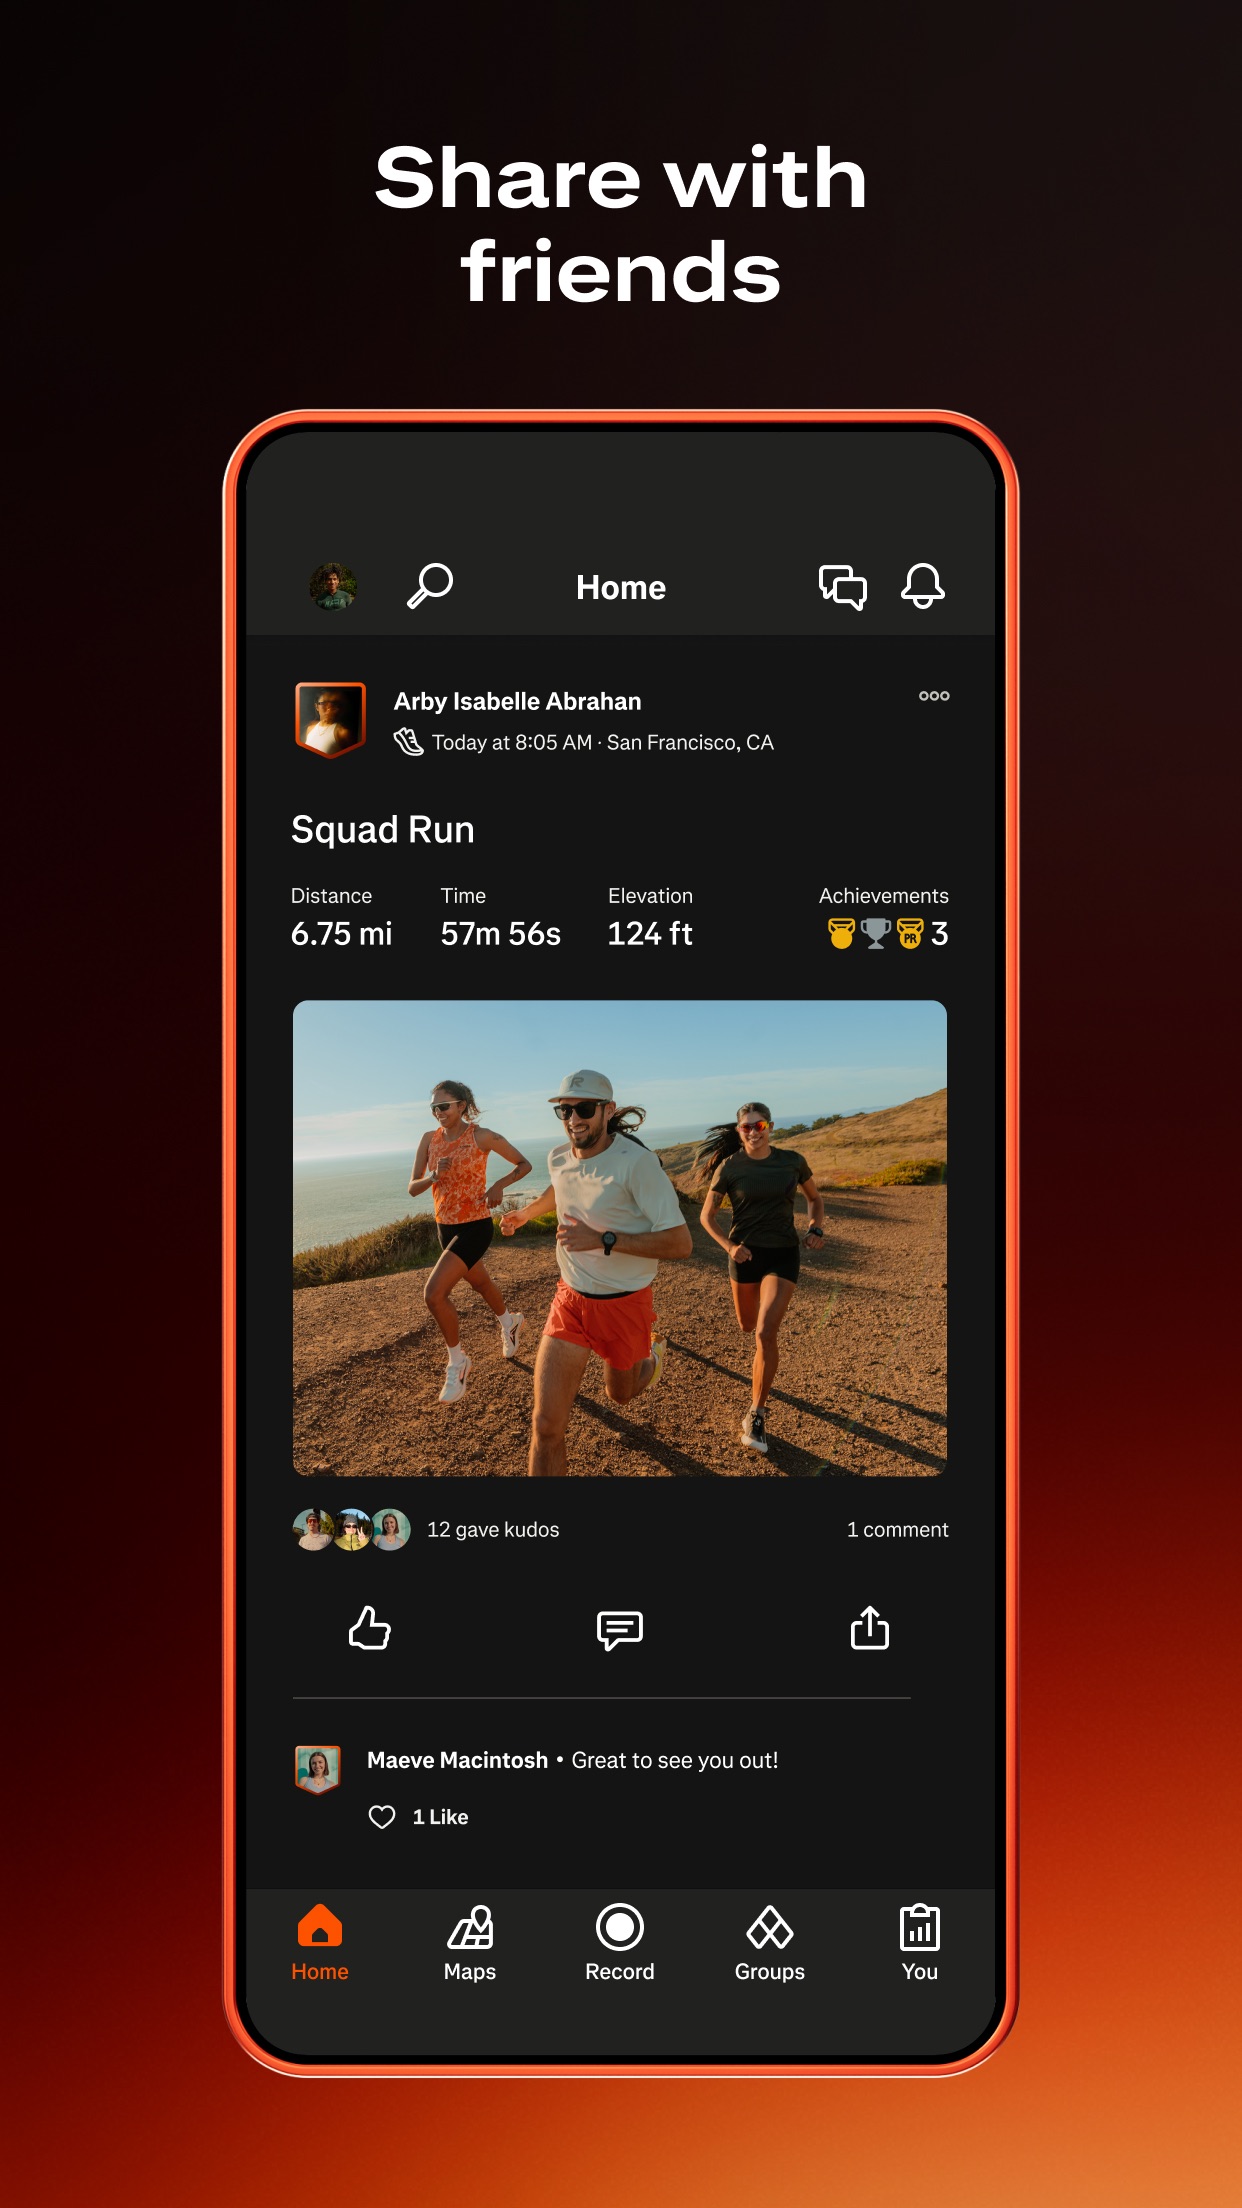 Share with
friends
Home
Arby Isabelle Abrahan
Today at 8:05 AM · San Francisco, CA
Squad Run
Distance Time Elevation Achievements
6.75 mi 57m 56s 124 ft PR 3
R
12 gave kudos 1 comment
Maeve Macintosh • Great to see you out!
1 Like
Home Maps Record Groups You